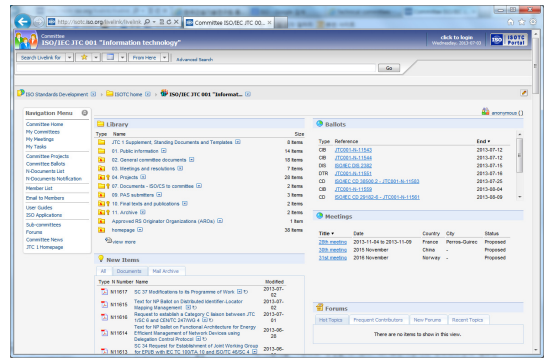 http://isotc.iso.org/livelink/livelink
Committee ISO/IEC JTC 00...
Committee
ISO/IEC JTC 001 "Information technology"
click to login
Wednesday, 2013-07-03
ISO
ISOTC
Portal
Search Livelink for
From Here
Advanced Search
Go
ISO Standards Development
ISOTC home
ISO/IEC JTC 001 "Informat...
anonymous ()
Navigation Menu
Committee Home
My Committees
My Meetings
My Tasks
Committee Projects
Committee Ballots
N-Documents List
N-Documents Notification
Member List
Email to Members
User Guides
ISO Applications
Sub-committees
Forums
Committee News
JTC 1 Homepage
Library
Type Name Size
JTC 1 Supplement, Standing Documents and Templates 8 Items
01. Public information 14 Items
02. General committee documents 18 Items
03. Meetings and resolutions 7 Items
04. Projects 28 Items
07. Documents - ISO/CS to committee 2 Items
09. PAS submitters 3 Items
10. Final texts and publications 2 Items
11. Archive 2 Items
Approved RS Originator Organizations (AROs) 1 Item
homepage 38 Items
view more
New Items
All Documents Mail Archive
Type N Number Name Modified
N11617 SC 37 Modifications to its Programme of Work 2013-07-02
N11616 Text for NP Ballot on Distributed Identifier-Locator Mapping Management 2013-07-02
N11615 Request to establish a Category C liaison between JTC 1/SC 6 and CEN/TC 247/WG 4 2013-07-01
N11614 Text for NP ballot on Functional Architecture for Energy Efficient Management of Network Devices using Delegation Control Protocol 2013-06-28
N11613 SC 34 Request for Establishment of Joint Working Group for EPUB with IEC TC 100/TA 10 and ISO/TC 46/SC 4 2013-06-
Ballots
Type Reference End
CIB JTC001-N-11543 2013-07-12
CIB JTC001-N-11544 2013-07-12
DIS ISO/IEC DIS 2382 2013-07-15
DTR JTC001-N-11551 2013-07-16
CD ISO/IEC CD 38500.2 - JTC001-N-11583 2013-07-25
CIB JTC001-N-11559 2013-08-04
2013-08-09
Meetings
Title Date Country City Status
28th meeting 2013-11-04 to 2013-11-09 France Perros-Guirec Proposed
30th meeting 2015 November China - Proposed
31st meeting 2016 November Norway - Proposed
Forums
Hot Topics Frequent Contributors New Forums Recent Topics
There are no items to show in this view.